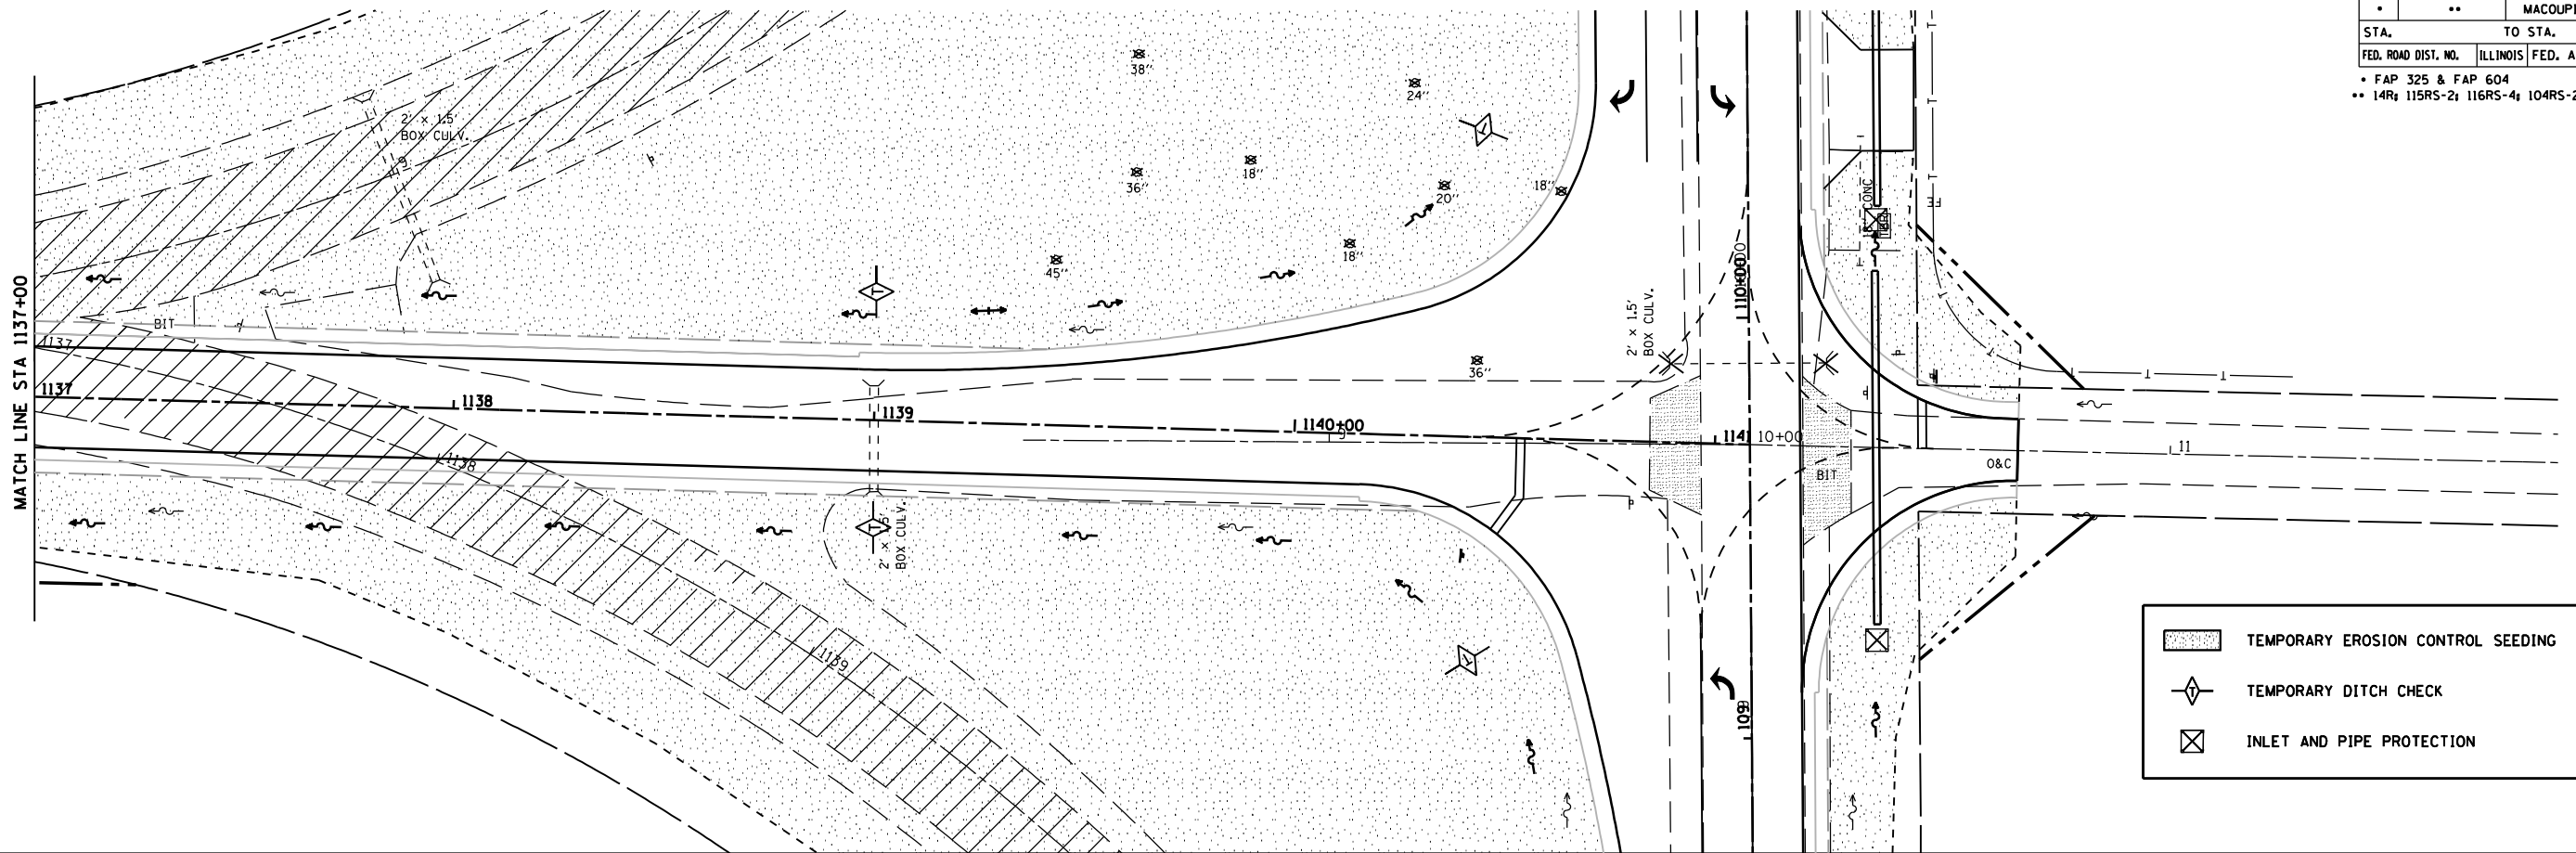 • •• MACOUPI
STA. TO STA.
FED. ROAD DIST. NO. ILLINOIS FED. A
• FAP 325 & FAP 604
•• 14R; 115RS-2; 116RS-4; 104RS-2
38"
24"
2' × 1.5'
BOX CULV.
9
P
36"
18"
20"
18"
18" CONC
FE
18"
45"
110+00
MATCH LINE STA 1137+00
BIT
1137
1137
1138
1139
1140+00
9
1141
10+00
11
2' × 1.5'
BOX CULV.
36"
P
P
1138
O&C
BIT
P
T
2' × 1.5'
BOX CULV.
1139
109
T
T
T
TEMPORARY EROSION CONTROL SEEDING
T TEMPORARY DITCH CHECK
INLET AND PIPE PROTECTION